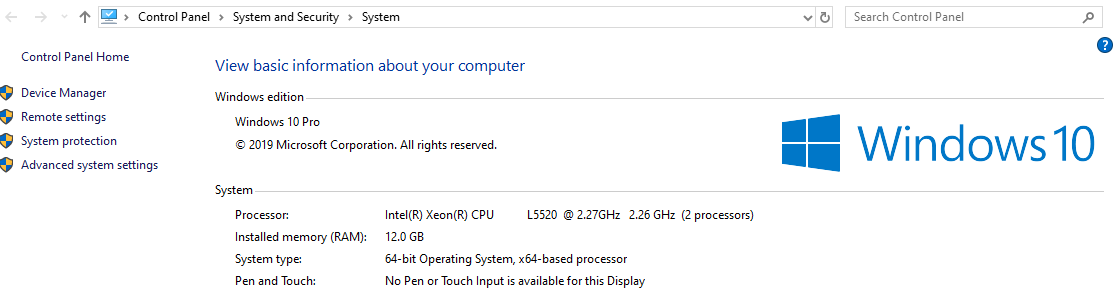 Control Panel > System and Security > System
Search Control Panel
?
Control Panel Home
Device Manager
Remote settings
System protection
Advanced system settings
View basic information about your computer
Windows edition
Windows 10 Pro
© 2019 Microsoft Corporation. All rights reserved.
Windows 10
System
Processor: Intel(R) Xeon(R) CPU L5520 @ 2.27GHz 2.26 GHz (2 processors)
Installed memory (RAM): 12.0 GB
System type: 64-bit Operating System, x64-based processor
Pen and Touch: No Pen or Touch Input is available for this Display